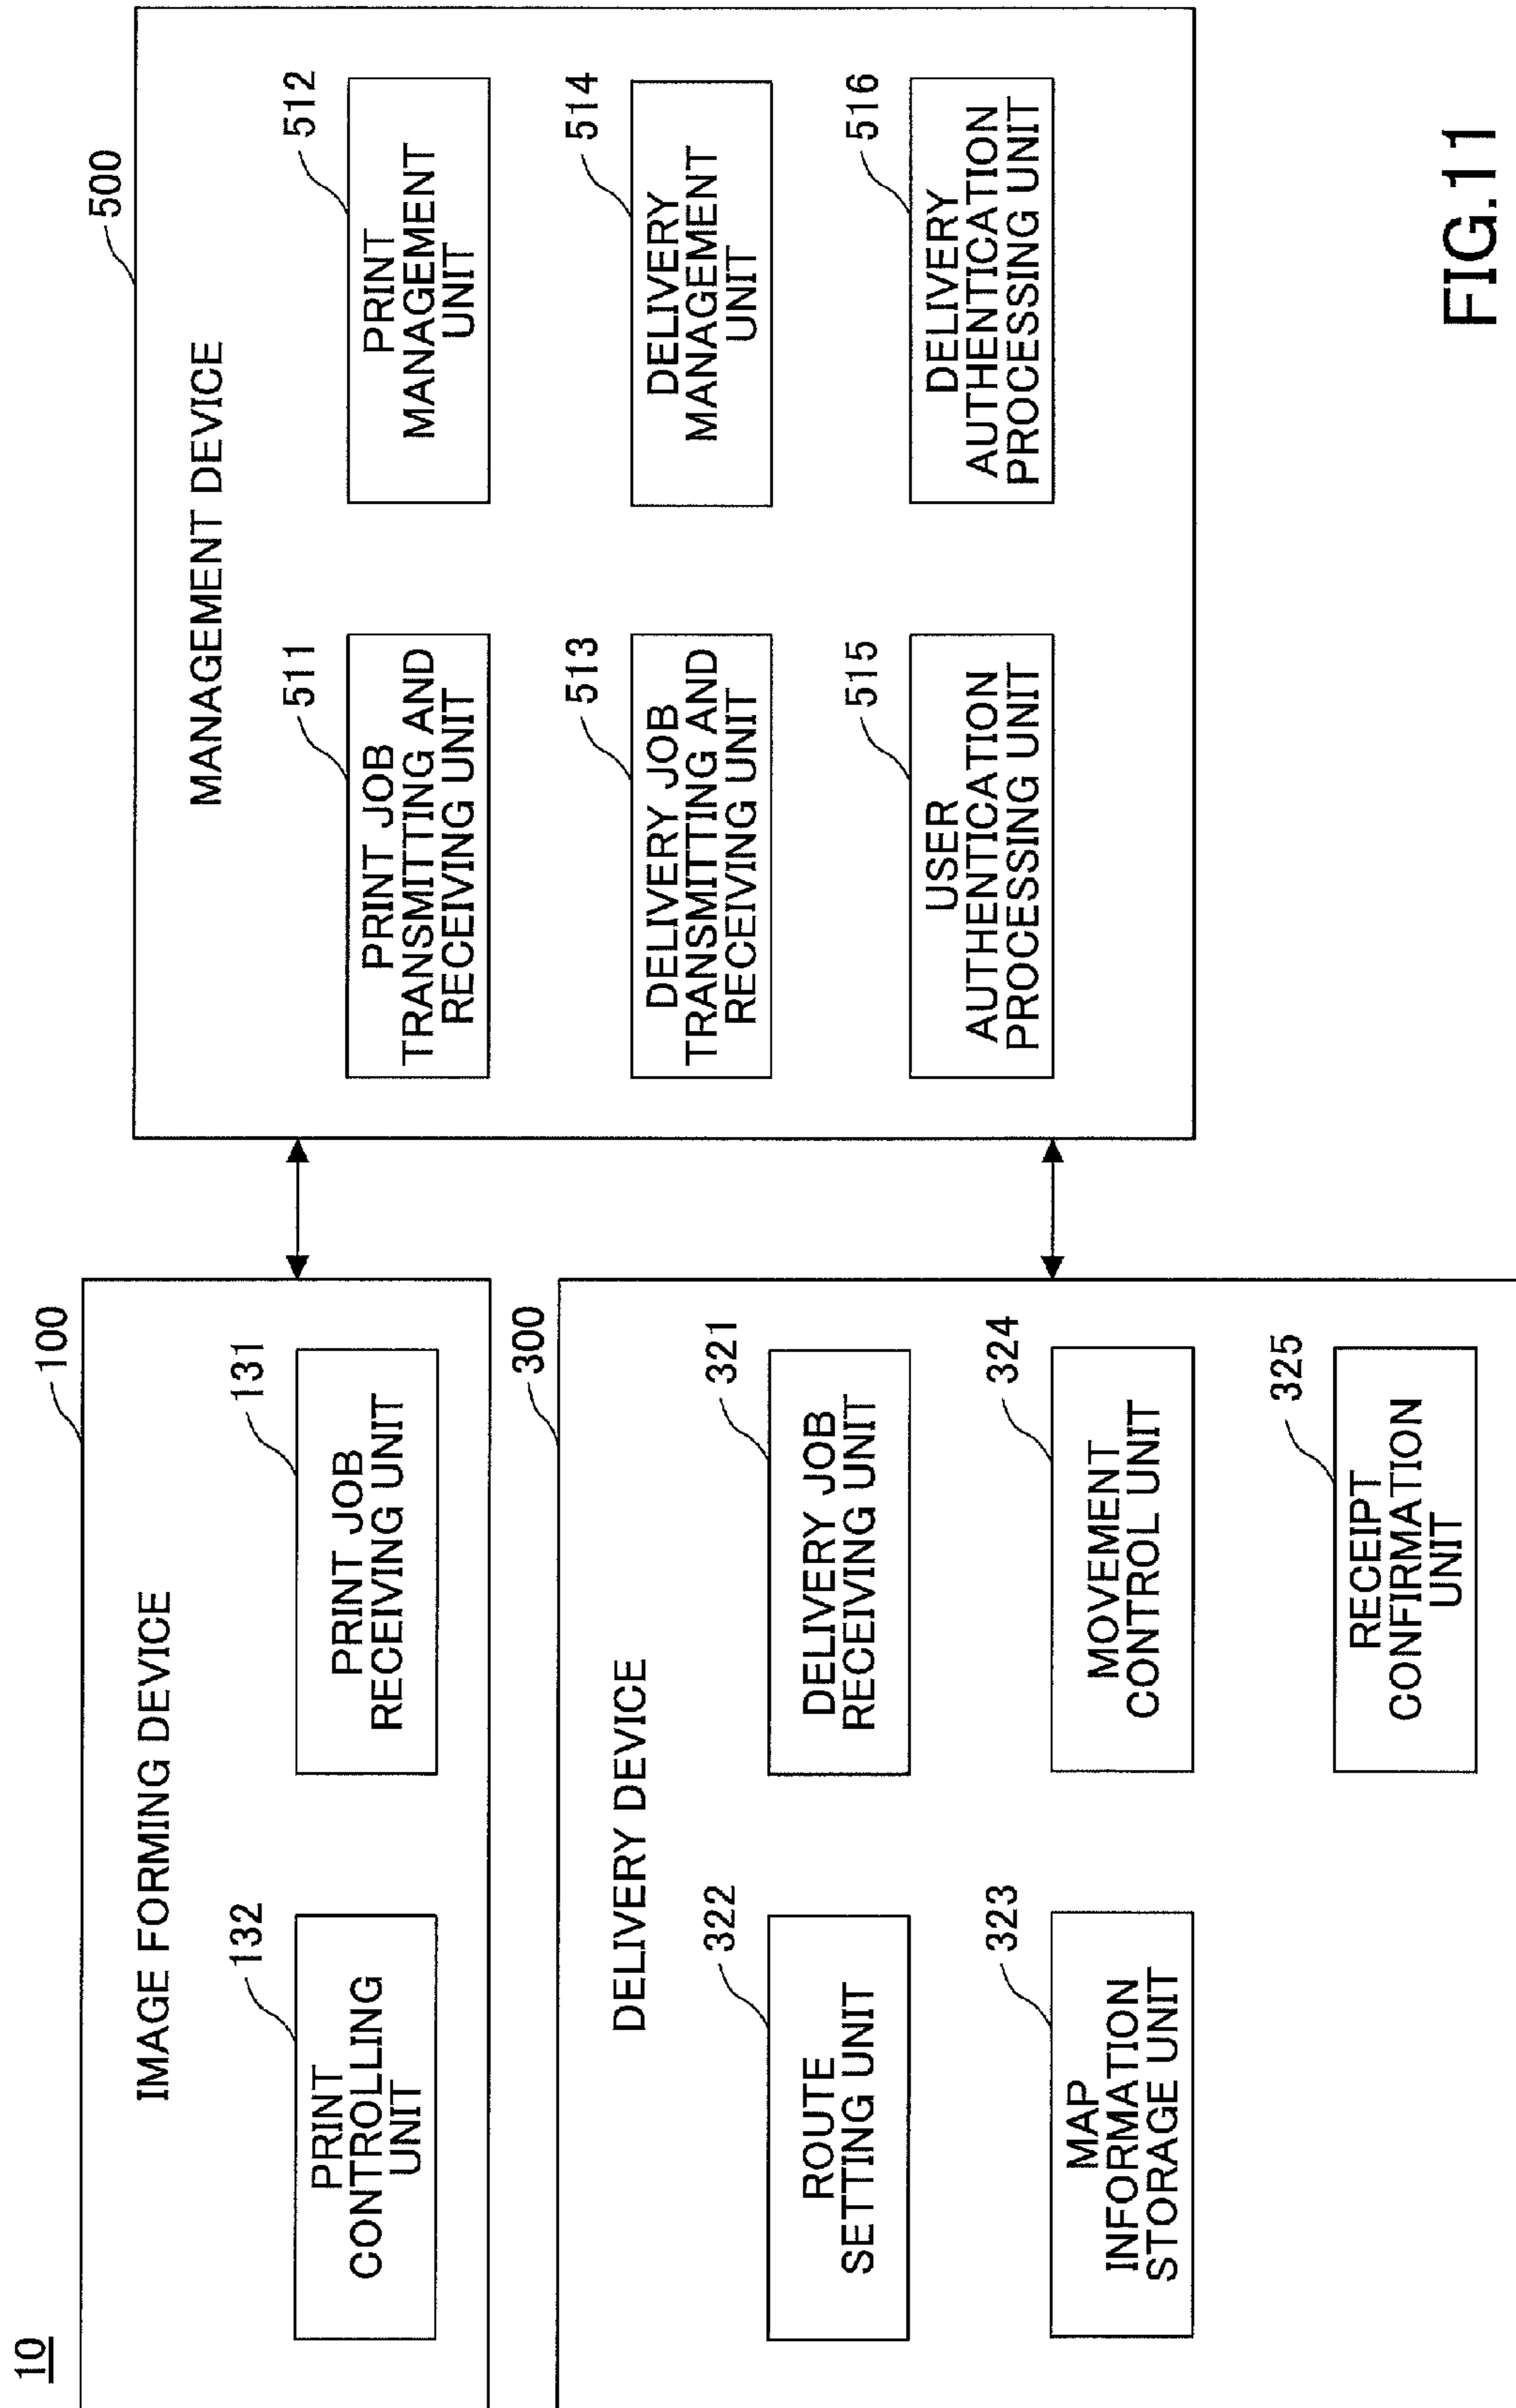 10
100
IMAGE FORMING DEVICE
132
PRINT
CONTROLLING
UNIT
131
PRINT JOB
RECEIVING UNIT
300
DELIVERY DEVICE
322
ROUTE
SETTING UNIT
321
DELIVERY JOB
RECEIVING UNIT
323
MAP
INFORMATION
STORAGE UNIT
324
MOVEMENT
CONTROL UNIT
325
RECEIPT
CONFIRMATION
UNIT
500
MANAGEMENT DEVICE
511
PRINT JOB
TRANSMITTING AND
RECEIVING UNIT
512
PRINT
MANAGEMENT
UNIT
513
DELIVERY JOB
TRANSMITTING AND
RECEIVING UNIT
514
DELIVERY
MANAGEMENT
UNIT
515
USER
AUTHENTICATION
PROCESSING UNIT
516
DELIVERY
AUTHENTICATION
PROCESSING UNIT
FIG.11